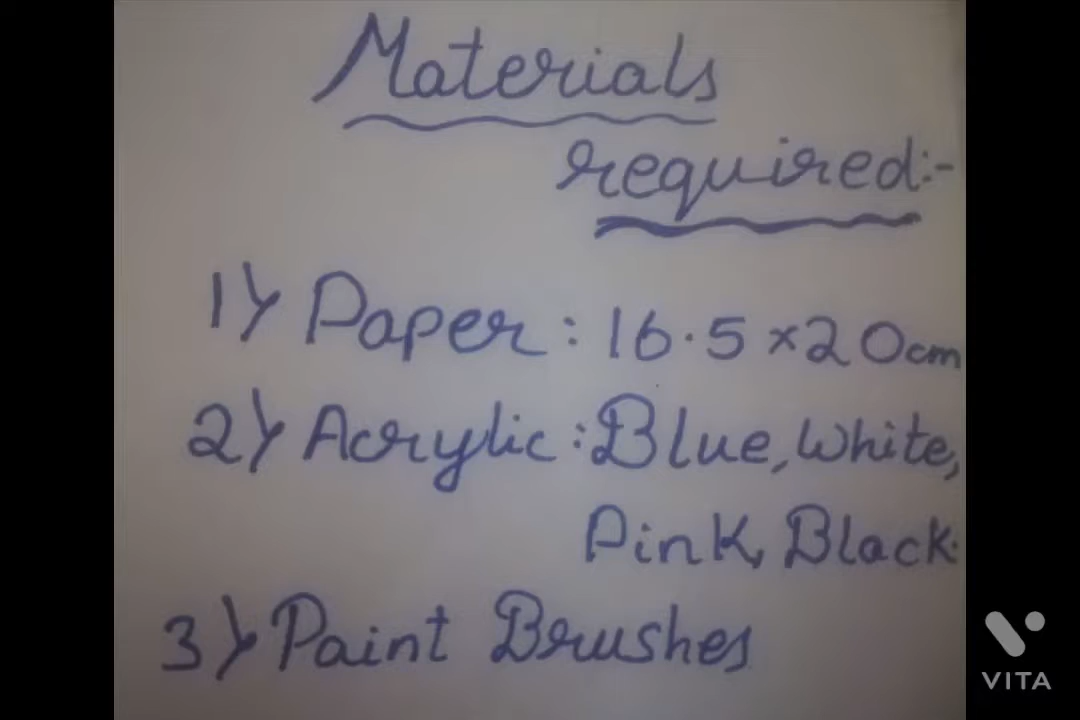 Materials
required:-
1) Paper : 16.5 x 20cm
2) Acrylic : Blue, White,
Pink, Black.
3) Paint Brushes
VITA